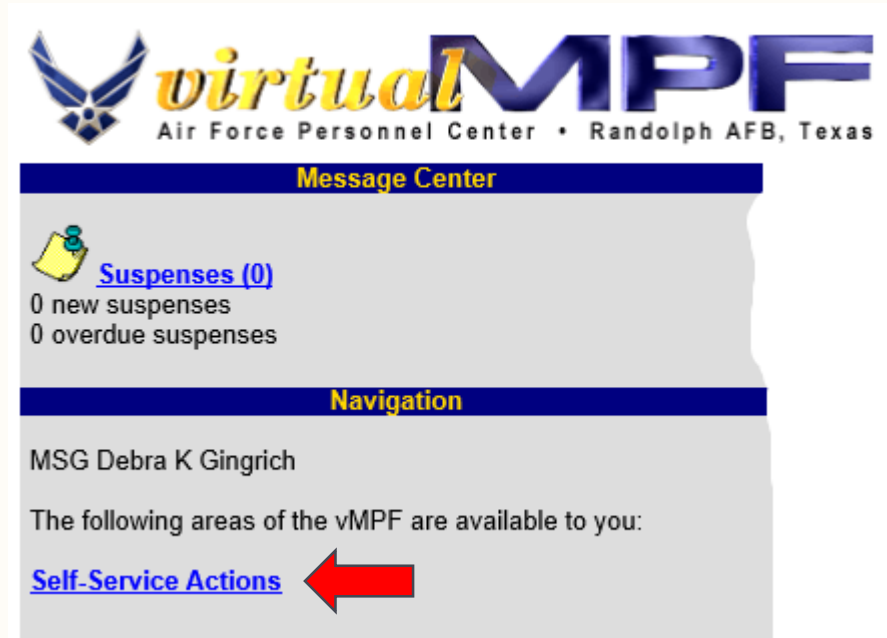 virtual MPF
Air Force Personnel Center • Randolph AFB, Texas
Message Center
Suspenses (0)
0 new suspenses
0 overdue suspenses
Navigation
MSG Debra K Gingrich
The following areas of the vMPF are available to you:
Self-Service Actions